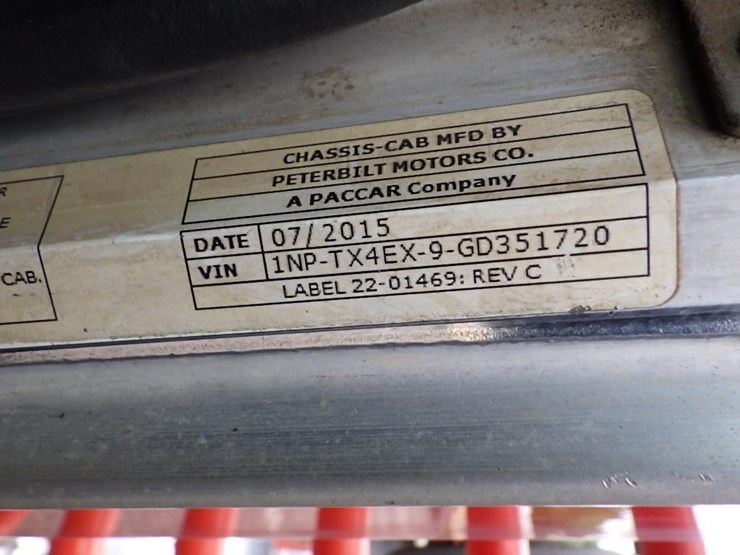 CHASSIS-CAB MFD BY
PETERBILT MOTORS CO.
A PACCAR Company
DATE 07/2015
VIN 1NP-TX4EX-9-GD351720
LABEL 22-01469: REV C
R
E
CAB.